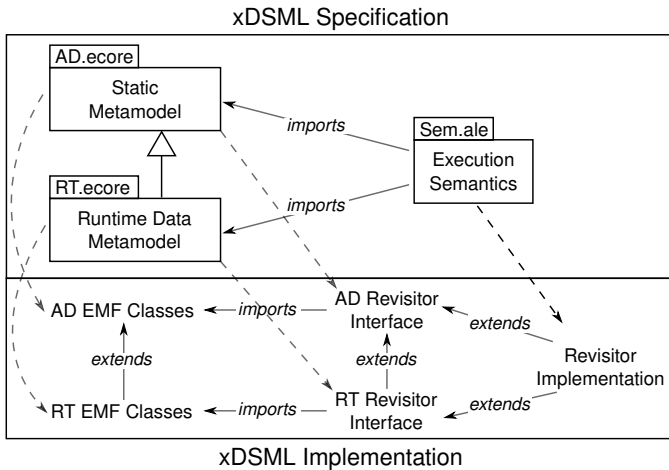 xDSML Specification
AD.ecore
Static
Metamodel
imports
Sem.ale
Execution
Semantics
RT.ecore
imports
Runtime Data
Metamodel
AD EMF Classes
imports
AD Revisitor
Interface
extends
extends
extends
Revisitor
Implementation
RT EMF Classes
imports
RT Revisitor
Interface
extends
xDSML Implementation